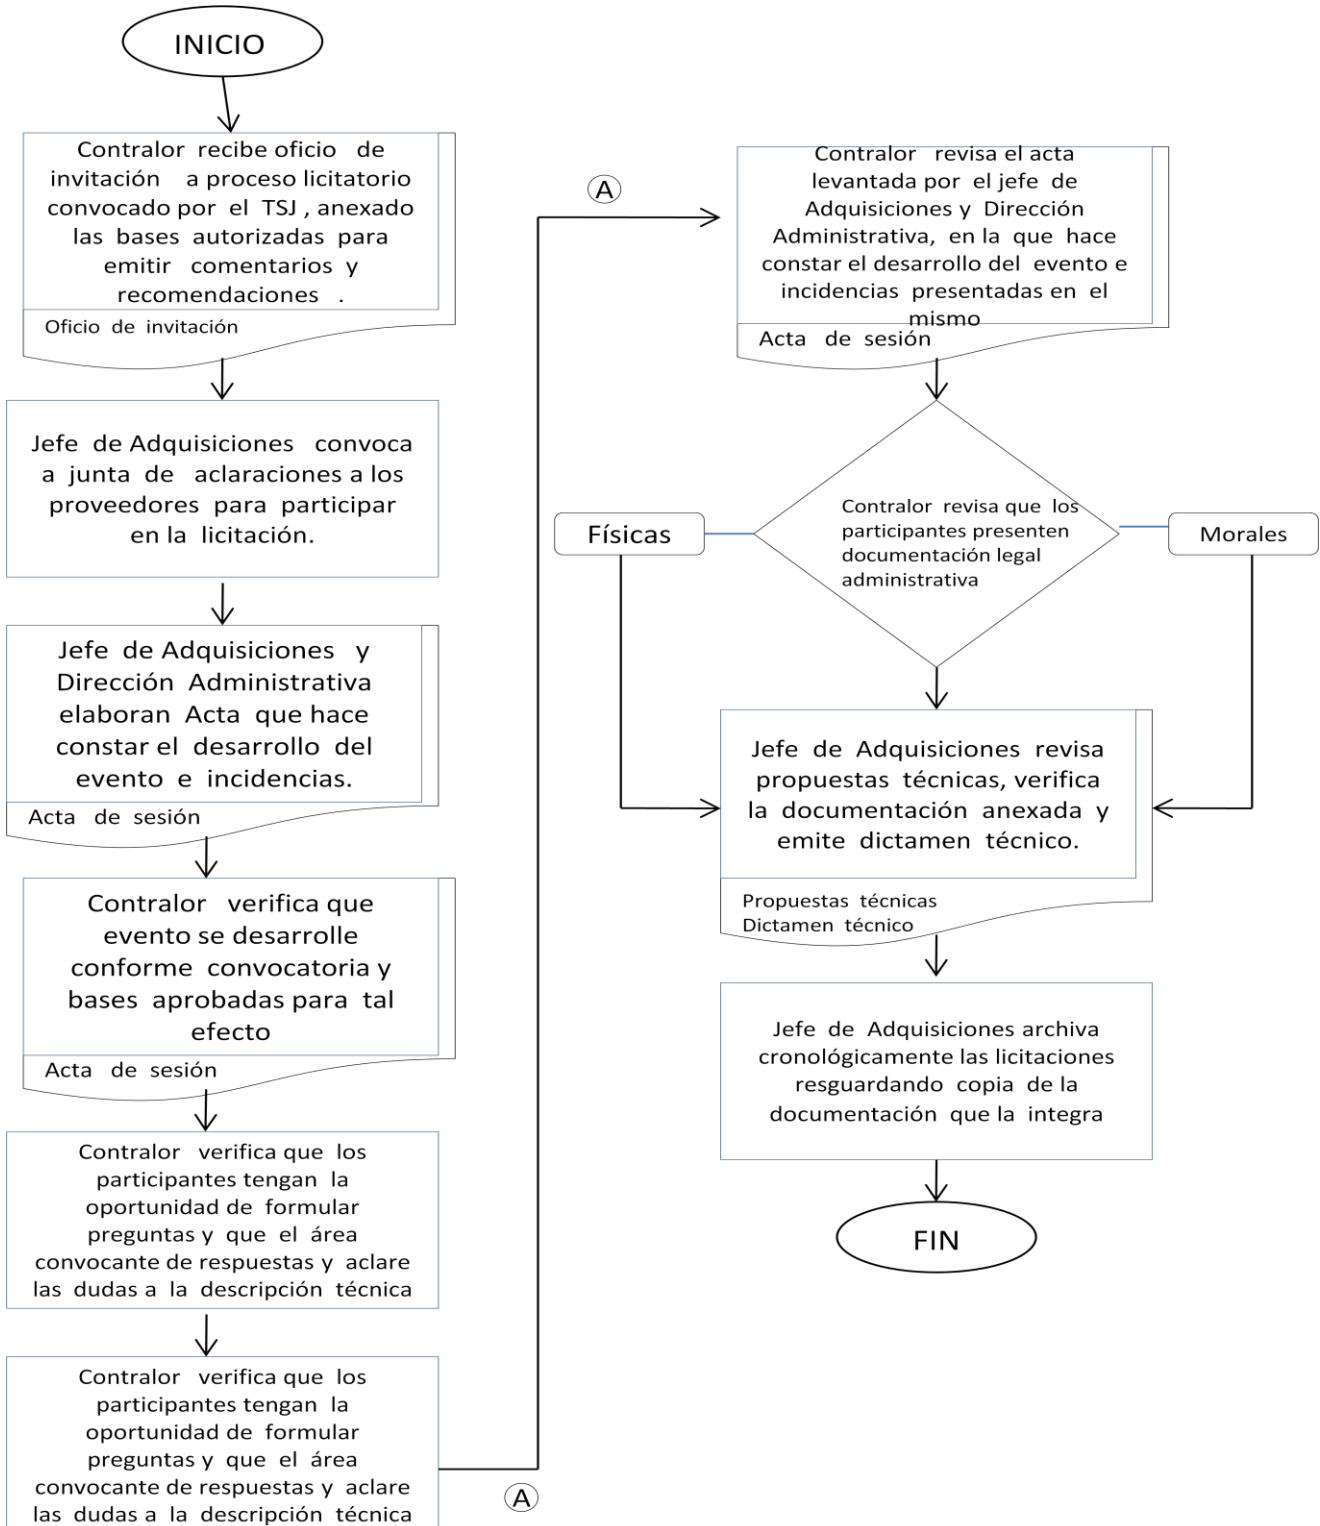 INICIO
Contralor recibe oficio de
invitación a proceso licitatorio
convocado por el TSJ , anexado
las bases autorizadas para
emitir comentarios y
recomendaciones .
Oficio de invitación
Jefe de Adquisiciones convoca
a junta de aclaraciones a los
proveedores para participar
en la licitación.
Jefe de Adquisiciones y
Dirección Administrativa
elaboran Acta que hace
constar el desarrollo del
evento e incidencias.
Acta de sesión
Contralor verifica que
evento se desarrolle
conforme convocatoria y
bases aprobadas para tal
efecto
Acta de sesión
Contralor verifica que los
participantes tengan la
oportunidad de formular
preguntas y que el área
convocante de respuestas y aclare
las dudas a la descripción técnica
Contralor verifica que los
participantes tengan la
oportunidad de formular
preguntas y que el área
convocante de respuestas y aclare
las dudas a la descripción técnica
A
A
Contralor revisa el acta
levantada por el jefe de
Adquisiciones y Dirección
Administrativa, en la que hace
constar el desarrollo del evento e
incidencias presentadas en el
mismo
Acta de sesión
Contralor revisa que los
participantes presenten
documentación legal
administrativa
Físicas
Morales
Jefe de Adquisiciones revisa
propuestas técnicas, verifica
la documentación anexada y
emite dictamen técnico.
Propuestas técnicas
Dictamen técnico
Jefe de Adquisiciones archiva
cronológicamente las licitaciones
resguardando copia de la
documentación que la integra
FIN